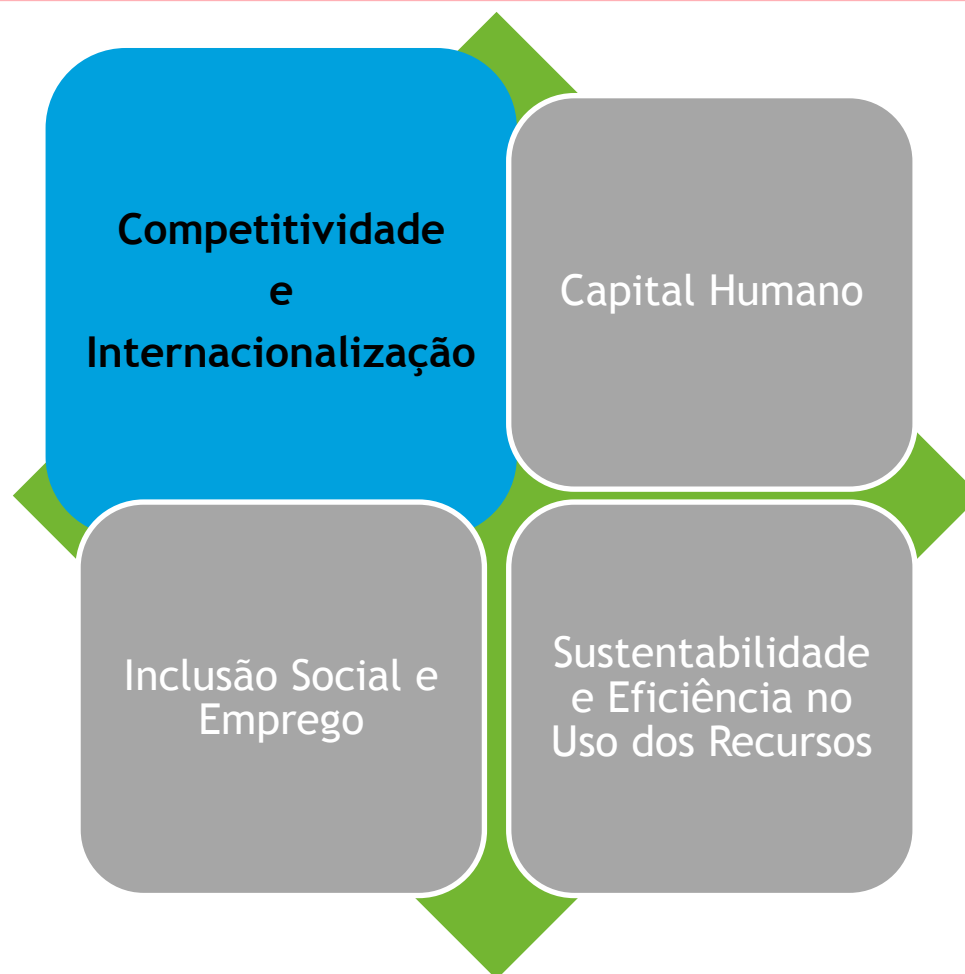 Competitividade
e
Internacionalização
Capital Humano
Inclusão Social e
Emprego
Sustentabilidade
e Eficiência no
Uso dos Recursos